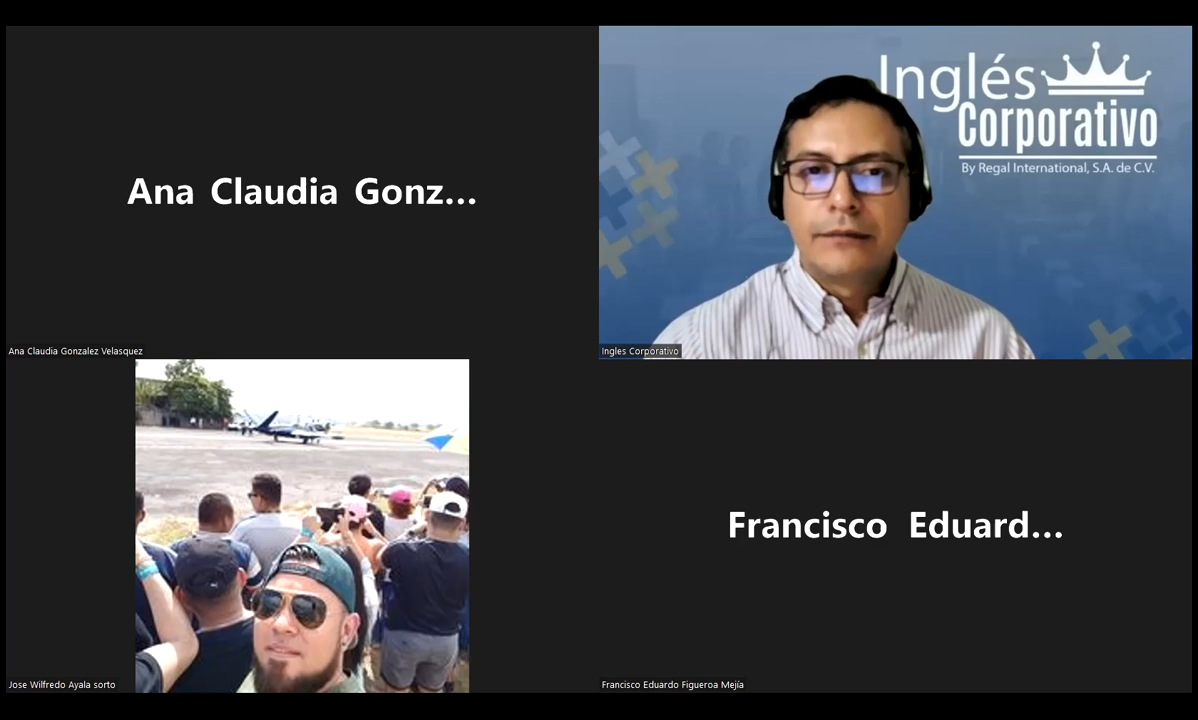 Ana Claudia Gonz...
Ana Claudia Gonzalez Velasquez
Inglés
Corporativo
By Regal International, S.A. de C.V.
Ingles Corporativo
Jose Wilfredo Ayala sorto
Francisco Eduard...
Francisco Eduardo Figueroa Mejía